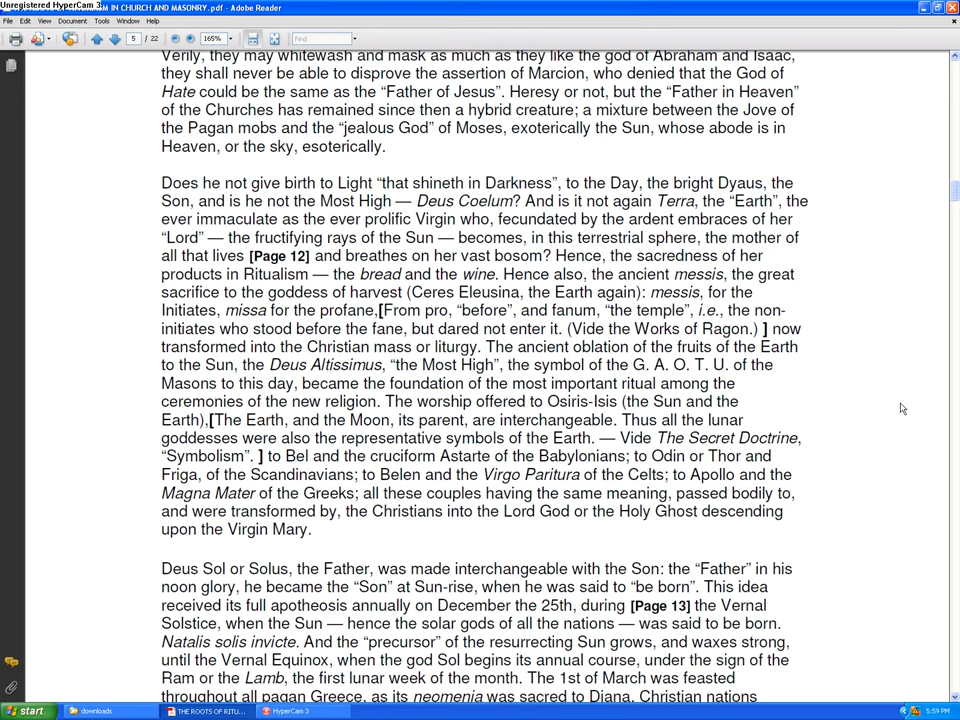 Unregistered HyperCam 3
M IN CHURCH AND MASONRY.pdf - Adobe Reader
File Edit View Document Tools Window Help
5 / 22 165% Find
Verily, they may whitewash and mask as much as they like the god of Abraham and Isaac,
they shall never be able to disprove the assertion of Marcion, who denied that the God of
Hate could be the same as the “Father of Jesus”. Heresy or not, but the “Father in Heaven”
of the Churches has remained since then a hybrid creature; a mixture between the Jove of
the Pagan mobs and the “jealous God” of Moses, exoterically the Sun, whose abode is in
Heaven, or the sky, esoterically.
Does he not give birth to Light “that shineth in Darkness”, to the Day, the bright Dyaus, the
Son, and is he not the Most High — Deus Coelum? And is it not again Terra, the “Earth”, the
ever immaculate as the ever prolific Virgin who, fecundated by the ardent embraces of her
“Lord” — the fructifying rays of the Sun — becomes, in this terrestrial sphere, the mother of
all that lives [Page 12] and breathes on her vast bosom? Hence, the sacredness of her
products in Ritualism — the bread and the wine. Hence also, the ancient messis, the great
sacrifice to the goddess of harvest (Ceres Eleusina, the Earth again): messis, for the
Initiates, missa for the profane,[From pro, “before”, and fanum, “the temple”, i.e., the non-
initiates who stood before the fane, but dared not enter it. (Vide the Works of Ragon.) ] now
transformed into the Christian mass or liturgy. The ancient oblation of the fruits of the Earth
to the Sun, the Deus Altissimus, “the Most High”, the symbol of the G. A. O. T. U. of the
Masons to this day, became the foundation of the most important ritual among the
ceremonies of the new religion. The worship offered to Osiris-Isis (the Sun and the
Earth),[The Earth, and the Moon, its parent, are interchangeable. Thus all the lunar
goddesses were also the representative symbols of the Earth. — Vide The Secret Doctrine,
“Symbolism”. ] to Bel and the cruciform Astarte of the Babylonians; to Odin or Thor and
Friga, of the Scandinavians; to Belen and the Virgo Paritura of the Celts; to Apollo and the
Magna Mater of the Greeks; all these couples having the same meaning, passed bodily to,
and were transformed by, the Christians into the Lord God or the Holy Ghost descending
upon the Virgin Mary.
Deus Sol or Solus, the Father, was made interchangeable with the Son: the “Father” in his
noon glory, he became the “Son” at Sun-rise, when he was said to “be born”. This idea
received its full apotheosis annually on December the 25th, during [Page 13] the Vernal
Solstice, when the Sun — hence the solar gods of all the nations — was said to be born.
Natalis solis invicte. And the “precursor” of the resurrecting Sun grows, and waxes strong,
until the Vernal Equinox, when the god Sol begins its annual course, under the sign of the
Ram or the Lamb, the first lunar week of the month. The 1st of March was feasted
throughout all pagan Greece, as its neomenia was sacred to Diana. Christian nations
start downloads THE ROOTS OF RITU... HyperCam 3 5:59 PM